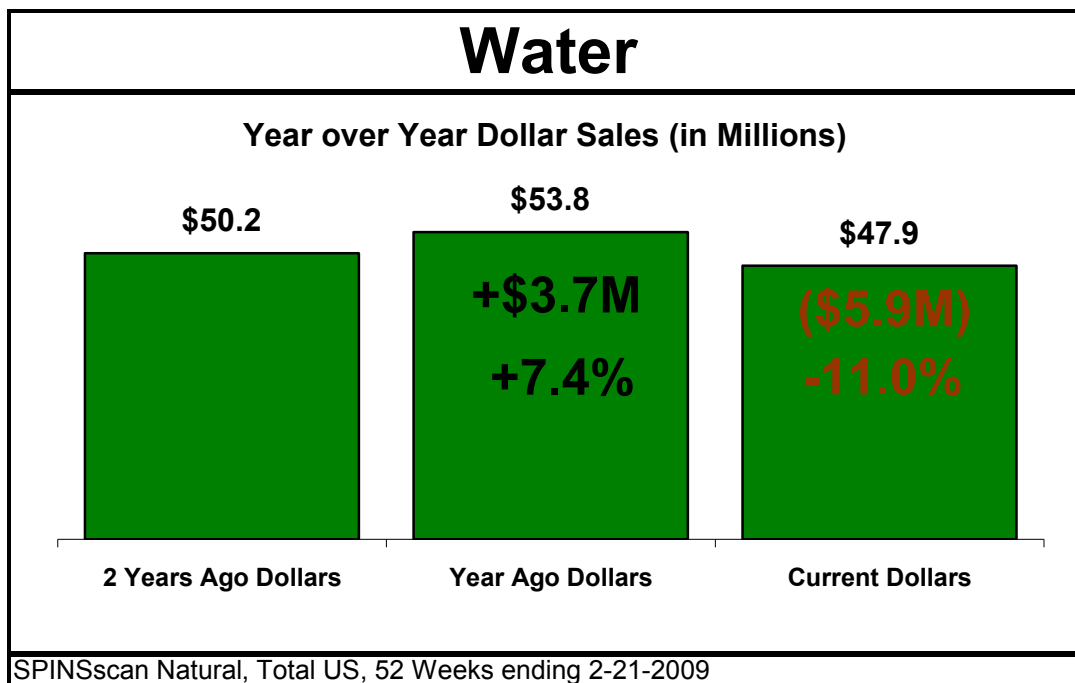 Water
Year over Year Dollar Sales (in Millions)
$50.2
$53.8
$47.9
+$3.7M
+7.4%
($5.9M)
-11.0%
2 Years Ago Dollars
Year Ago Dollars
Current Dollars
SPINSscan Natural, Total US, 52 Weeks ending 2-21-2009